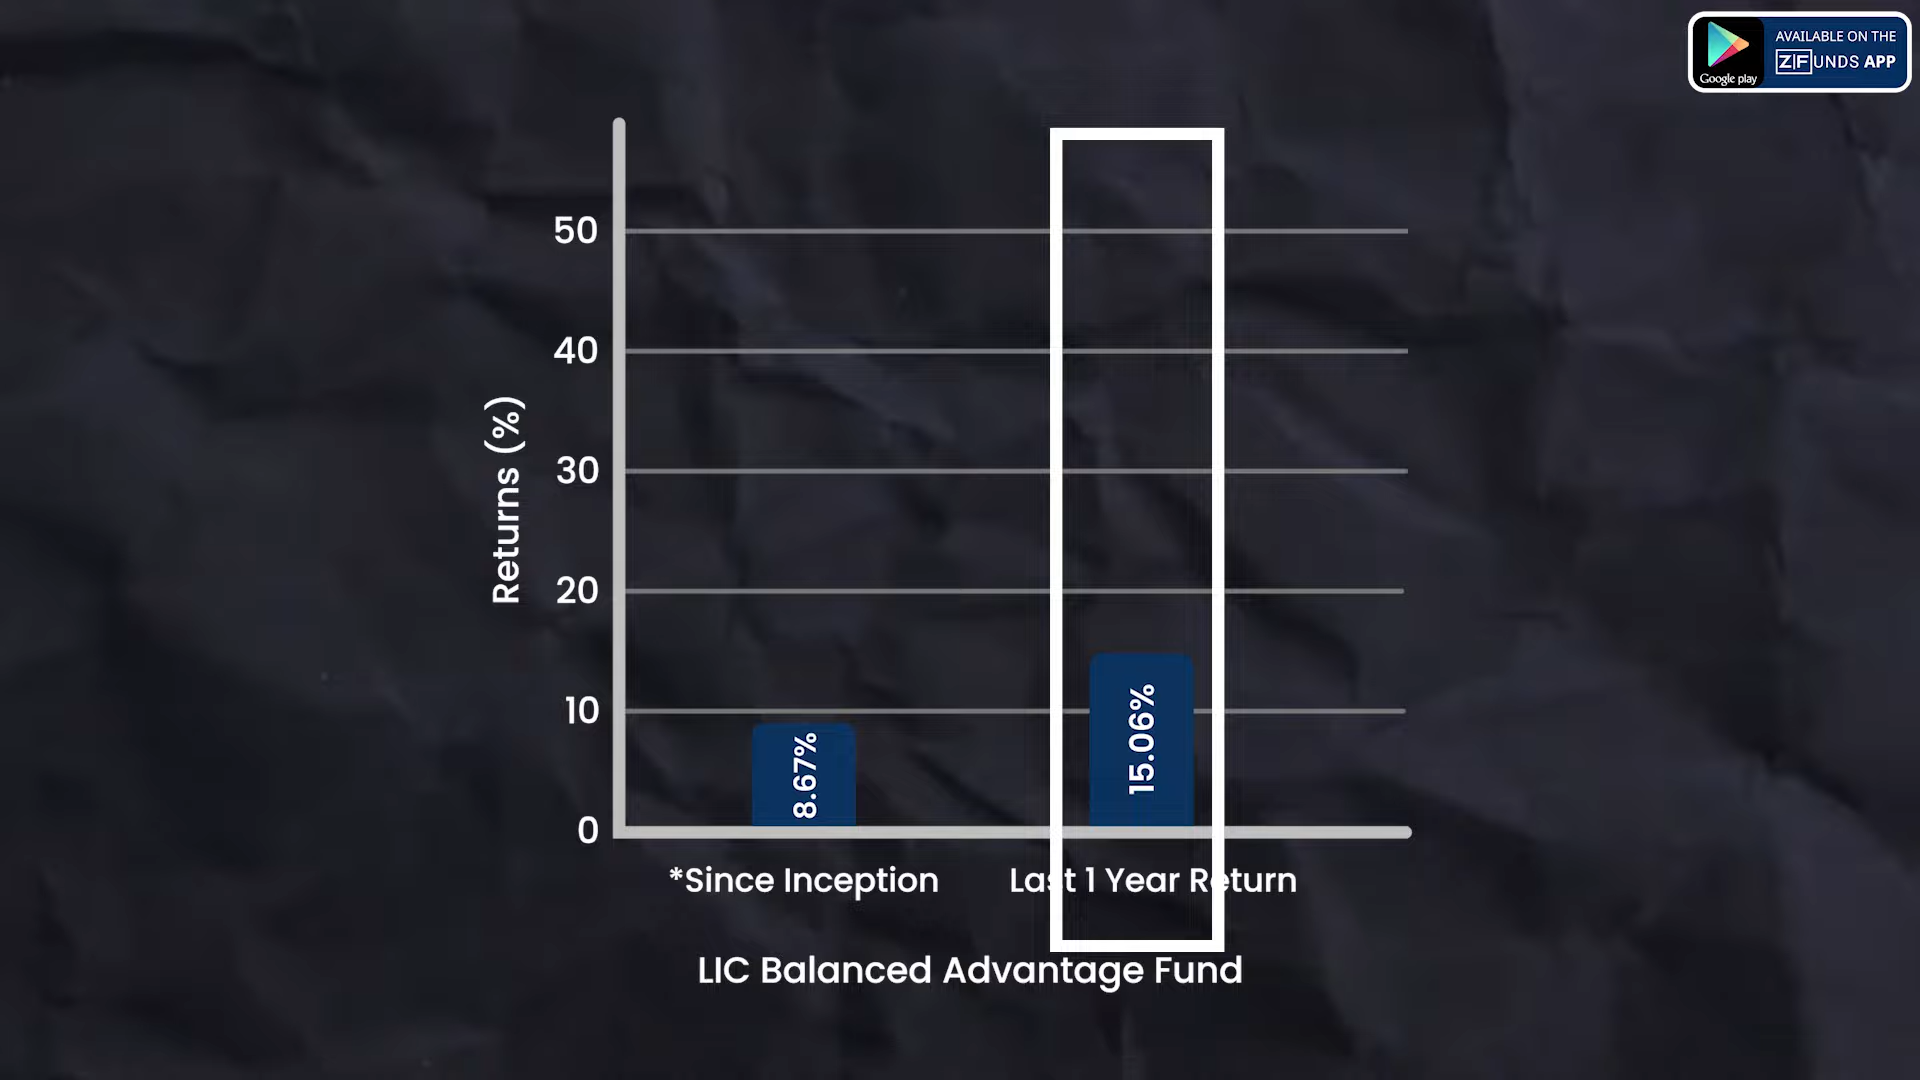 AVAILABLE ON THE
ZFUNDS APP
Google play
50
40
30
20
10
0
Returns (%)
8.67%
15.06%
*Since Inception
Last 1 Year Return
LIC Balanced Advantage Fund